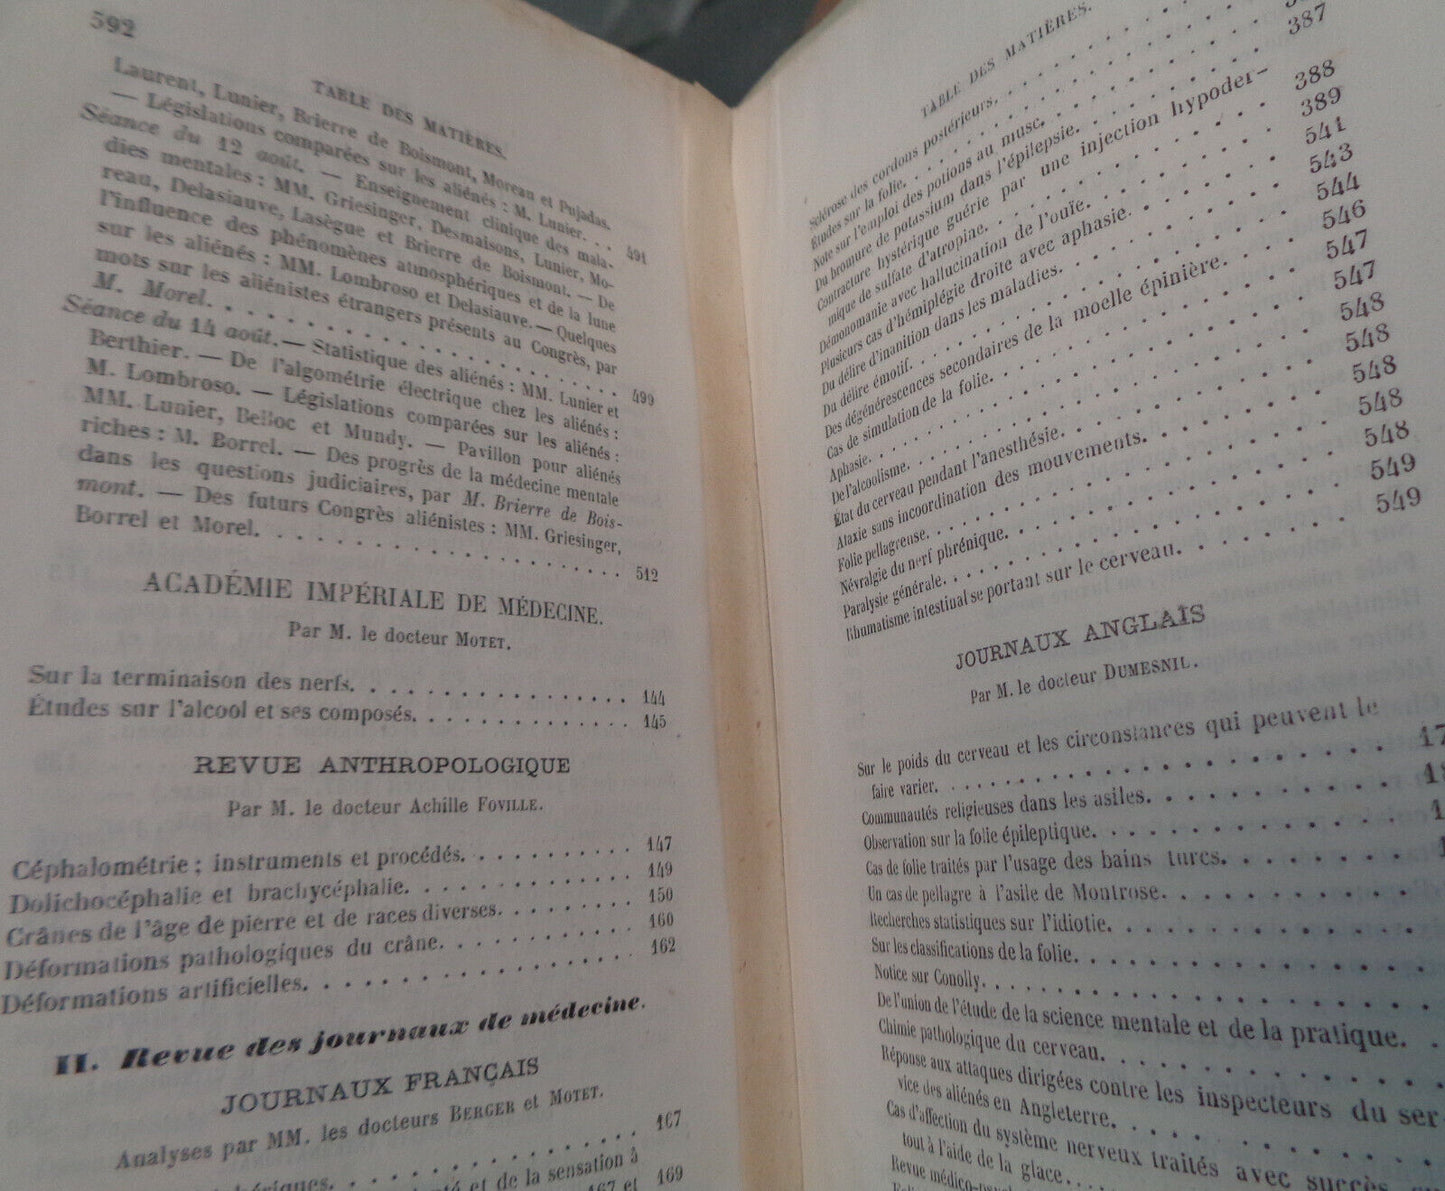 592
TABLE DES MATIÈRES.
Laurent, Lunier, Brierre de Boismont, Moreau et Pujadas.
— Législations comparées sur les aliénés : M. Lunier. . . 491
Séance du 12 août. — Enseignement clinique des mala-
dies mentales : MM. Griesinger, Desmaisons, Lunier, Mo-
reau, Delasiauve, Lasègue et Brierre de Boismont. — De
l'influence des phénomènes atmosphériques et de la lune
sur les aliénés : MM. Lombroso et Delasiauve. — Quelques
mots sur les aliénistes étrangers présents au Congrès, par
M. Morel. . . . . . . . . . . . . . . . 499
Séance du 14 août. — Statistique des aliénés : MM. Lunier et
Berthier. — De l'algométrie électrique chez les aliénés :
M. Lombroso. — Législations comparées sur les aliénés :
MM. Lunier, Belloc et Mundy. — Pavillon pour aliénés
riches : M. Borrel. — Des progrès de la médecine mentale
dans les questions judiciaires, par M. Brierre de Bois-
mont. — Des futurs Congrès aliénistes : MM. Griesinger,
Borrel et Morel. . . . . . . . . . . . . . 512
ACADÉMIE IMPÉRIALE DE MÉDECINE.
Par M. le docteur MOTET.
Sur la terminaison des nerfs. . . . . . . . . . . 144
Études sur l'alcool et ses composés. . . . . . . . . 145
REVUE ANTHROPOLOGIQUE
Par M. le docteur Achille FOVILLE.
Céphalométrie ; instruments et procédés. . . . . . . . 147
Dolichocéphalie et brachycéphalie. . . . . . . . . . 149
Crânes de l'âge de pierre et de races diverses. . . . . . 150
Déformations pathologiques du crâne. . . . . . . . . 160
Déformations artificielles. . . . . . . . . . . . 162
II. Revue des journaux de médecine.
JOURNAUX FRANÇAIS
Analyses par MM. les docteurs BERGER et MOTET.
. . . . . . . . . . 167
et de la sensation à
167 et 169
TABLE DES MATIÈRES.
Sclérose des cordons postérieurs. . . . . . . . .
Études sur la folie. . . . . . . . . . . . 387
Note sur l'emploi des potions au musc. . . . . . .
Du bromure de potassium dans l'épilepsie. . . . . . 388
Contracture hystérique guérie par une injection hypoder-
mique de sulfate d'atropine. . . . . . . . . . 389
Démonomanie avec hallucination de l'ouïe. . . . . . 541
Plusieurs cas d'hémiplégie droite avec aphasie. . . . . 543
Du délire d'inanition dans les maladies. . . . . . . 544
Du délire émotif. . . . . . . . . . . . . 546
Des dégénérescences secondaires de la moelle épinière. . . 547
Cas de simulation de la folie. . . . . . . . . . 547
Aphasie. . . . . . . . . . . . . . . . 548
De l'alcoolisme. . . . . . . . . . . . . . 548
État du cerveau pendant l'anesthésie. . . . . . . . 548
Ataxie sans incoordination des mouvements. . . . . . 548
Folie pellagreuse. . . . . . . . . . . . . 548
Névralgie du nerf phrénique. . . . . . . . . . 549
Paralysie générale. . . . . . . . . . . . . 549
Rhumatisme intestinal se portant sur le cerveau. . . . .
JOURNAUX ANGLAIS
Par M. le docteur DUMESNIL.
Sur le poids du cerveau et les circonstances qui peuvent le
faire varier. . . . . . . . . . . . . . . 17
Communautés religieuses dans les asiles. . . . . . . . 1
Observation sur la folie épileptique. . . . . . . . . 1
Cas de folie traités par l'usage des bains turcs. . . . . . 1
Un cas de pellagre à l'asile de Montrose. . . . . . .
Recherches statistiques sur l'idiotie. . . . . . . . .
Sur les classifications de la folie. . . . . . . . . .
Notice sur Conolly. . . . . . . . . . . . . .
De l'union de l'étude de la science mentale et de la pratique. . .
Chimie pathologique du cerveau. . . . . . . . . .
Réponse aux attaques dirigées contre les inspecteurs du ser
vice des aliénés en Angleterre. . . . . . . . . .
Cas d'affection du système nerveux traités avec succès
tout à l'aide de la glace. . . . . . . . . . .
Revue